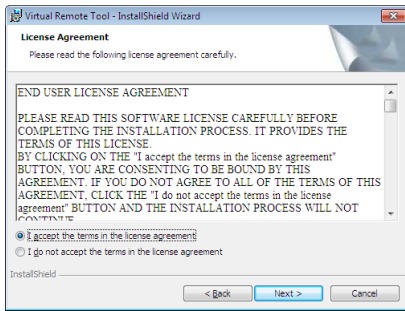 Virtual Remote Tool - InstallShield Wizard
License Agreement
Please read the following license agreement carefully.
END USER LICENSE AGREEMENT
PLEASE READ THIS SOFTWARE LICENSE CAREFULLY BEFORE
COMPLETING THE INSTALLATION PROCESS. IT PROVIDES THE
TERMS OF THIS LICENSE.
BY CLICKING ON THE "I accept the terms in the license agreement"
BUTTON, YOU ARE CONSENTING TO BE BOUND BY THIS
AGREEMENT. IF YOU DO NOT AGREE TO ALL OF THE TERMS OF THIS
AGREEMENT, CLICK THE "I do not accept the terms in the license
agreement" BUTTON AND THE INSTALLATION PROCESS WILL NOT
CONTINUE.
I accept the terms in the license agreement
I do not accept the terms in the license agreement
InstallShield
< Back Next > Cancel